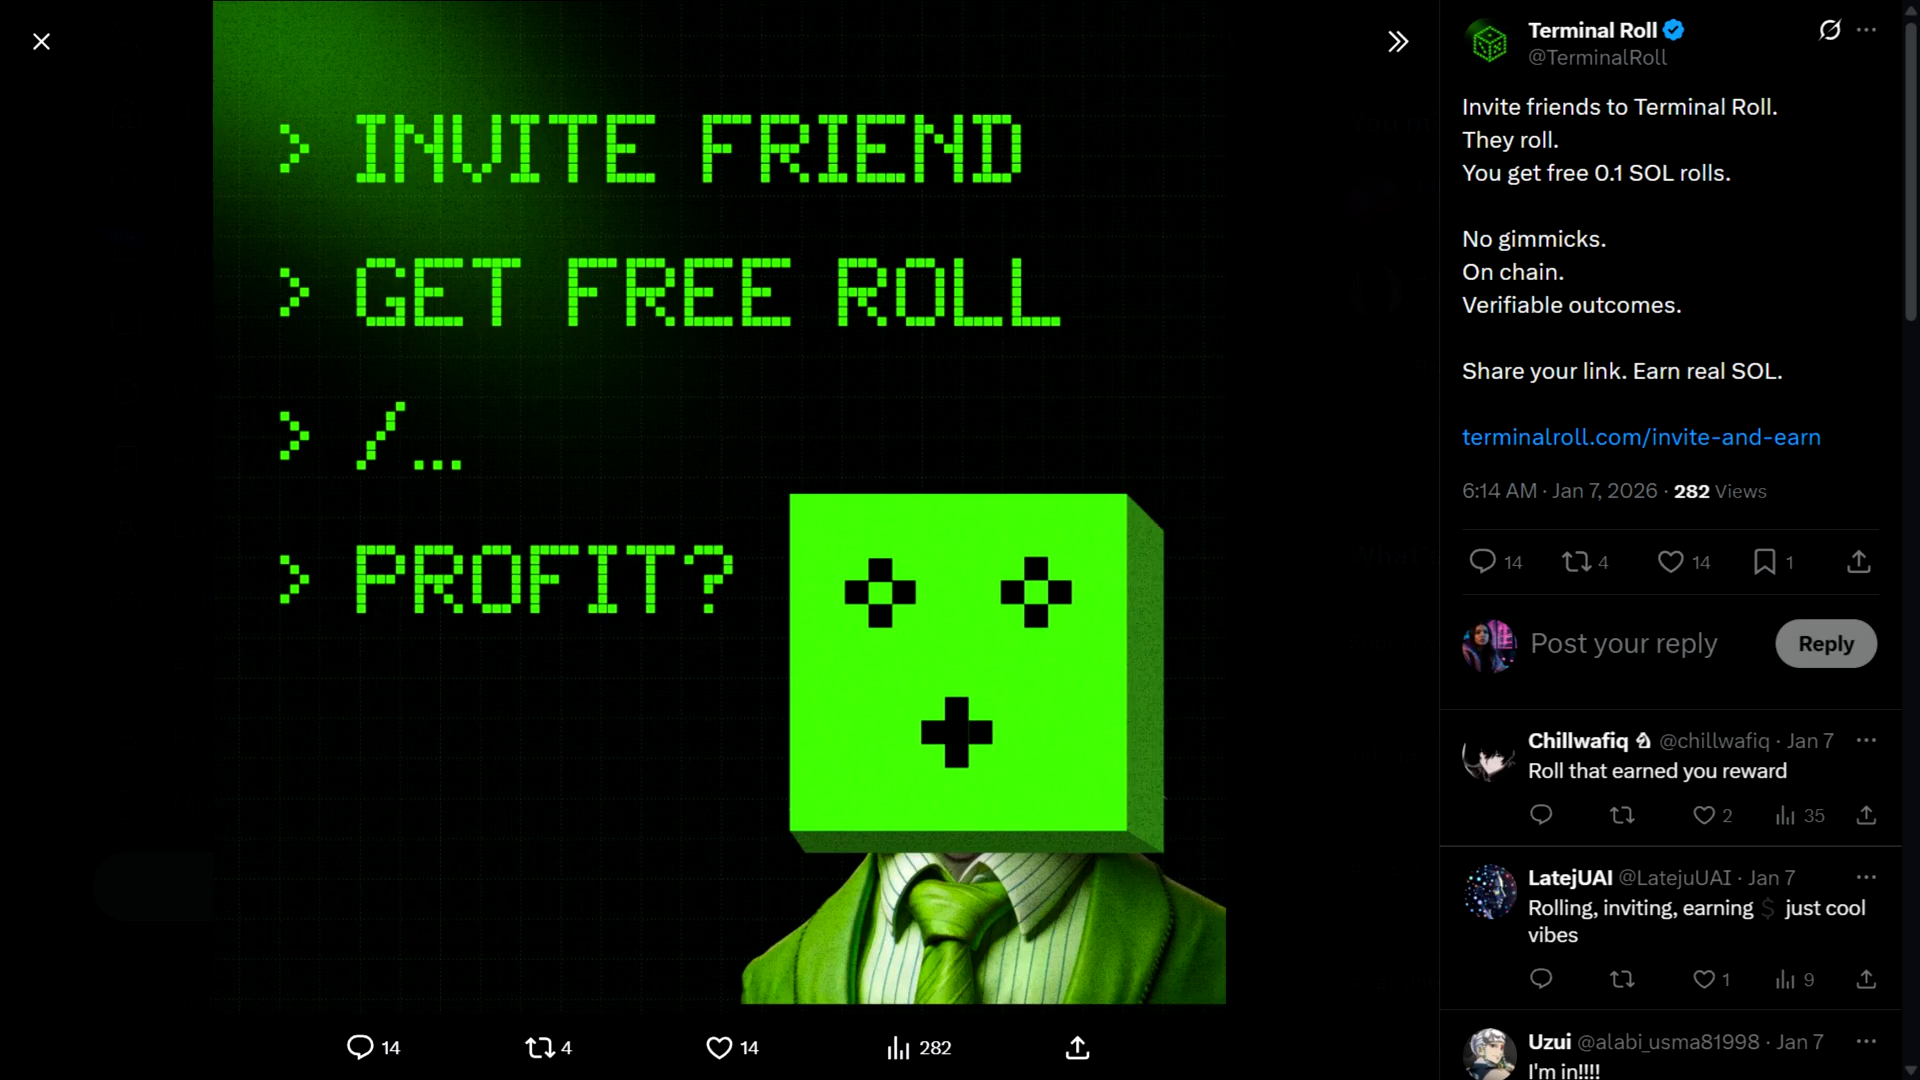 > INVITE FRIEND
> GET FREE ROLL
> /...
> PROFIT?
14
4
14
282
Terminal Roll
@TerminalRoll
Invite friends to Terminal Roll.
They roll.
You get free 0.1 SOL rolls.
No gimmicks.
On chain.
Verifiable outcomes.
Share your link. Earn real SOL.
terminalroll.com/invite-and-earn
6:14 AM · Jan 7, 2026 · 282 Views
14
4
14
1
Post your reply
Reply
Chillwafiq @chillwafiq · Jan 7
Roll that earned you reward
2
35
LatejUAI @LatejuUAI · Jan 7
Rolling, inviting, earning 💲 just cool
vibes
1
9
Uzui @alabi_usma81998 · Jan 7
I'm in!!!!